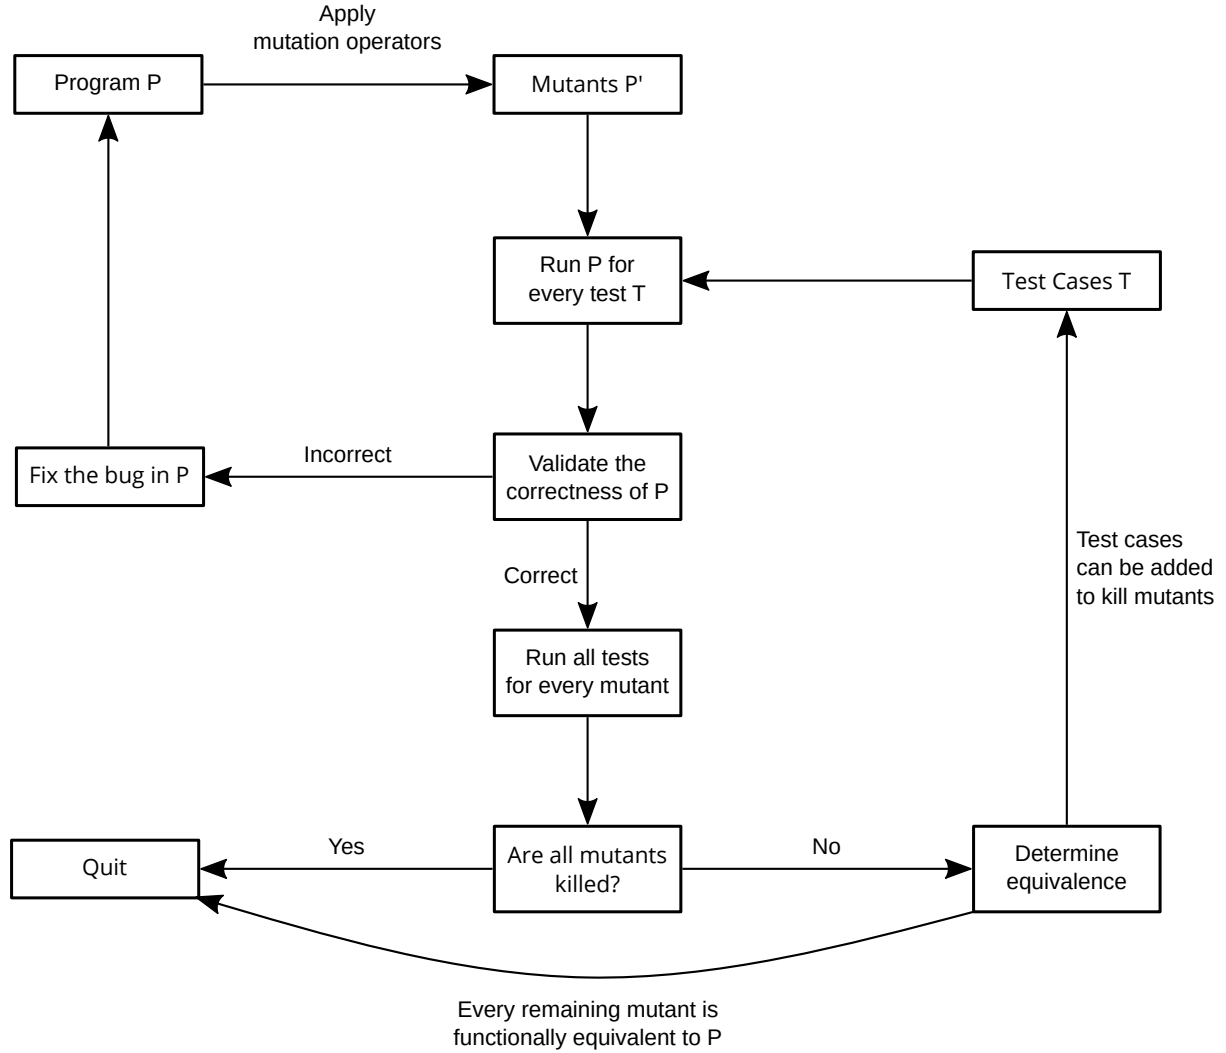 Apply
mutation operators
Program P
Mutants P'
Run P for
every test T
Test Cases T
Incorrect
Fix the bug in P
Validate the
correctness of P
Correct
Test cases
can be added
to kill mutants
Run all tests
for every mutant
Yes
No
Quit
Are all mutants
killed?
Determine
equivalence
Every remaining mutant is
functionally equivalent to P